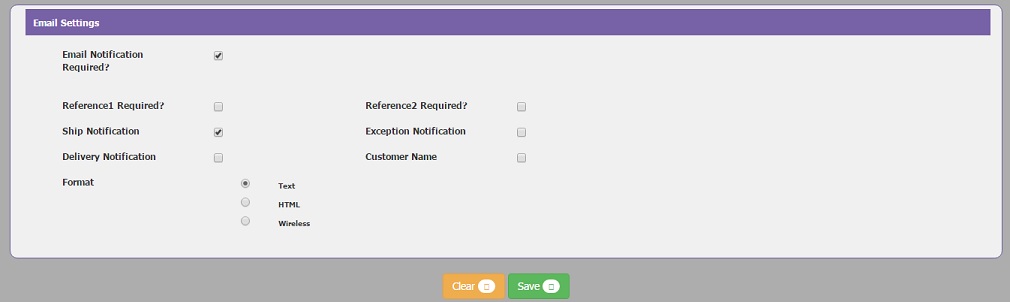 Email Settings
Email Notification
Required?
Reference1 Required?
Reference2 Required?
Ship Notification
Exception Notification
Delivery Notification
Customer Name
Format
Text
HTML
Wireless
Clear
Save